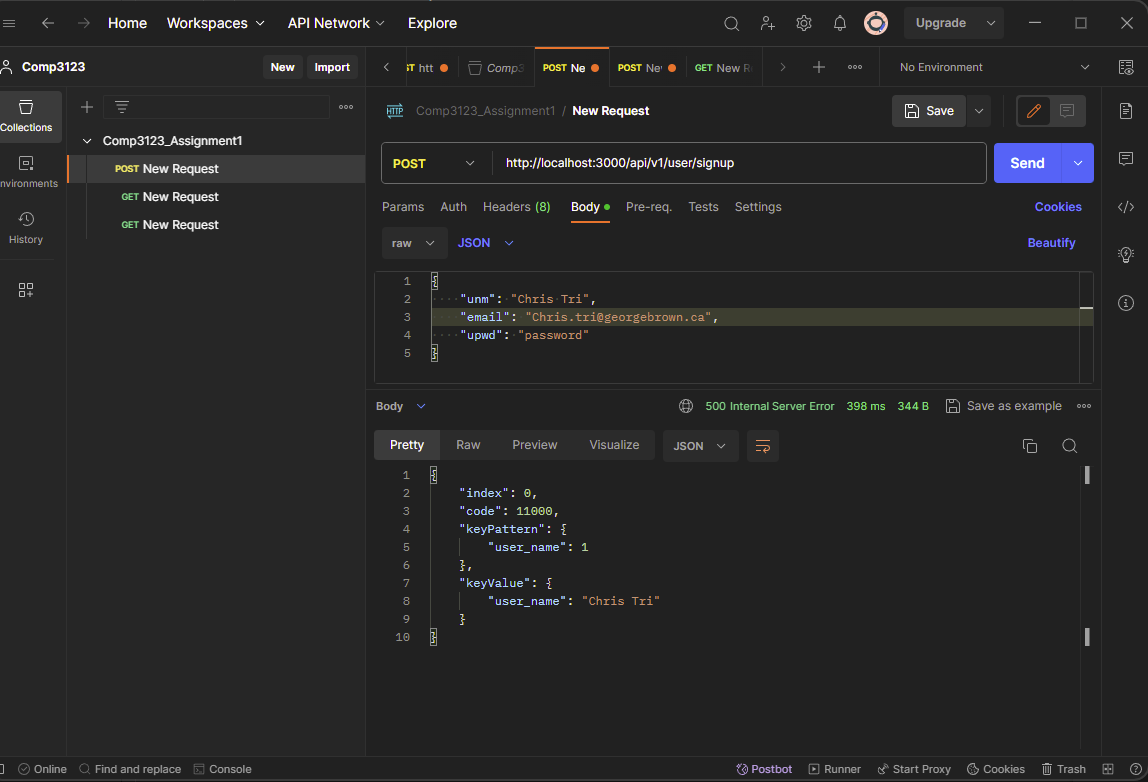 Home Workspaces API Network Explore Upgrade
Comp3123 New Import
ST htt Comp3 POST Ne POST Ne GET New R No Environment
Collections
nvironments
History
Comp3123_Assignment1
POST New Request
GET New Request
GET New Request
HTTP Comp3123_Assignment1 / New Request Save
POST http://localhost:3000/api/v1/user/signup Send
Params Auth Headers (8) Body Pre-req. Tests Settings Cookies
raw JSON Beautify
1 {
2 "unm": "Chris Tri",
3 "email": "Chris.tri@georgebrown.ca",
4 "upwd": "password"
5 }
Body 500 Internal Server Error 398 ms 344 B Save as example
Pretty Raw Preview Visualize JSON
1 {
2 "index": 0,
3 "code": 11000,
4 "keyPattern": {
5 "user_name": 1
6 },
7 "keyValue": {
8 "user_name": "Chris Tri"
9 }
10 }
Online Find and replace Console Postbot Runner Start Proxy Cookies Trash